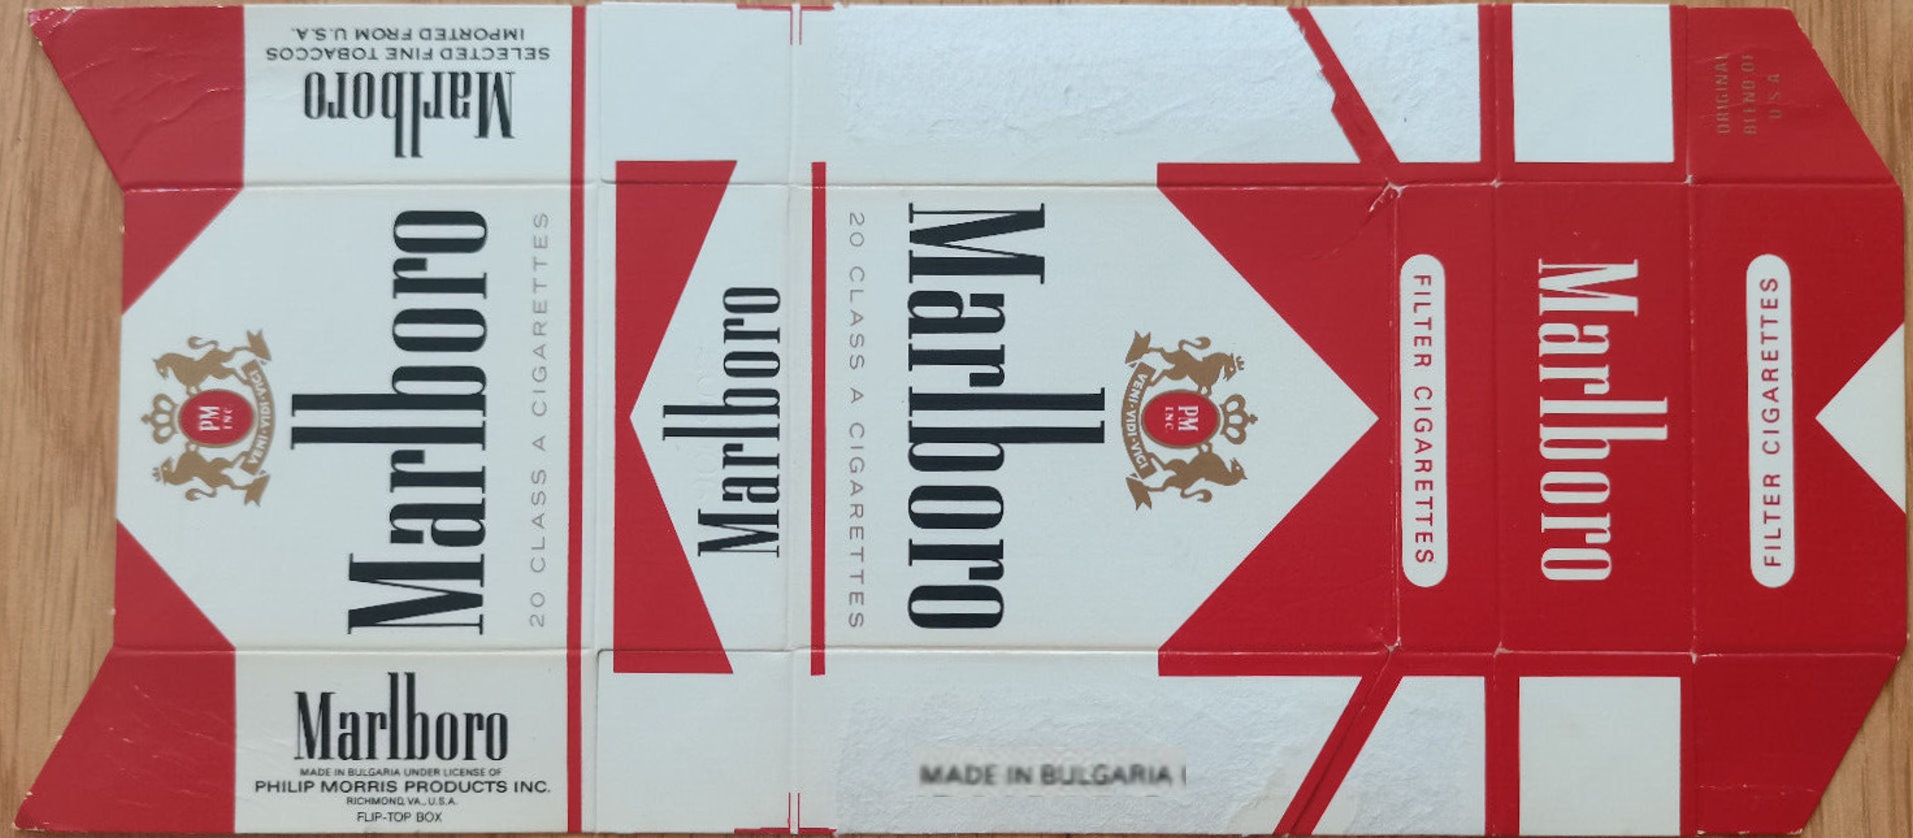 SELECTED FINE TOBACCOS
IMPORTED FROM U.S.A.
Marlboro
Marlboro
20 CLASS A CIGARETTES
PM
INC
VENI·VIDI·VICI
Marlboro
MADE IN BULGARIA UNDER LICENSE OF
PHILIP MORRIS PRODUCTS INC.
RICHMOND, VA., U.S.A.
FLIP-TOP BOX
Marlboro
20 CLASS A CIGARETTES
Marlboro
VENI·VIDI·VICI
PM
INC
MADE IN BULGARIA
FILTER CIGARETTES
Marlboro
FILTER CIGARETTES
ORIGINAL
BLEND OF
U S A